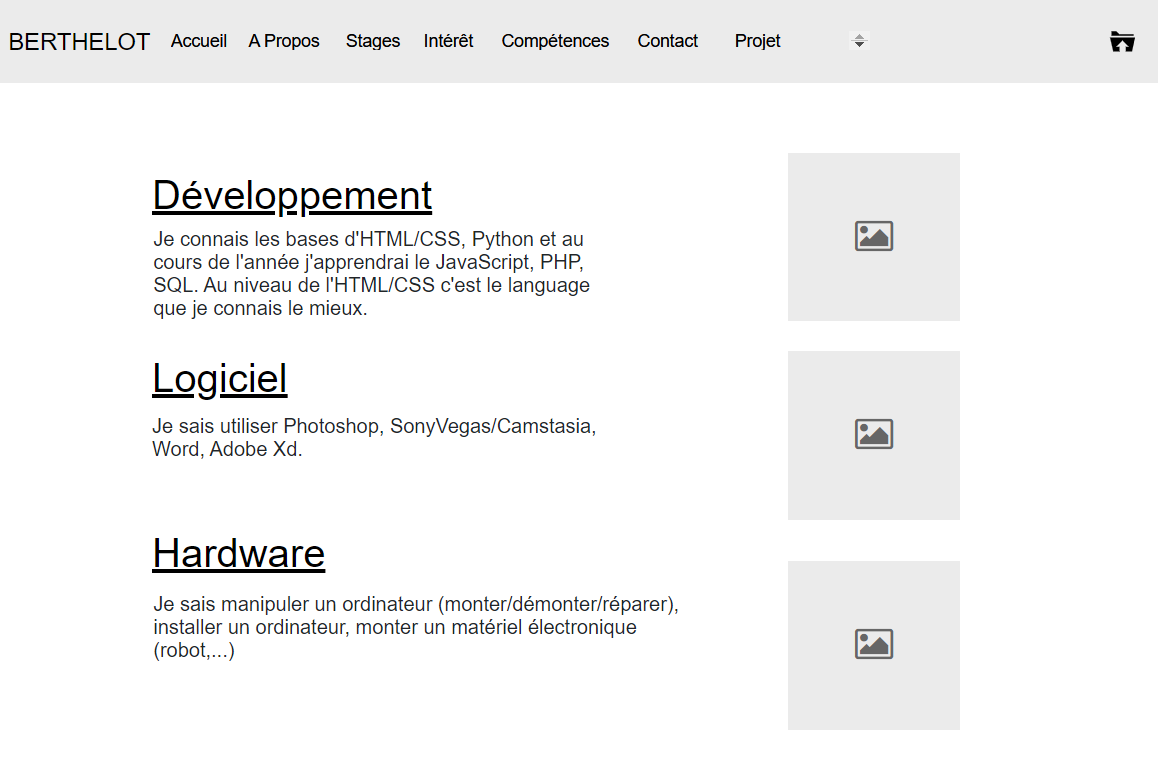 BERTHELOT Accueil A Propos Stages Intérêt Compétences Contact Projet
Développement
Je connais les bases d'HTML/CSS, Python et au
cours de l'année j'apprendrai le JavaScript, PHP,
SQL. Au niveau de l'HTML/CSS c'est le language
que je connais le mieux.
Logiciel
Je sais utiliser Photoshop, SonyVegas/Camstasia,
Word, Adobe Xd.
Hardware
Je sais manipuler un ordinateur (monter/démonter/réparer),
installer un ordinateur, monter un matériel électronique
(robot,...)